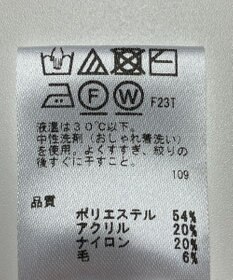 F W F23T
液温は30℃以下。
中性洗剤(おしゃれ着洗い)
を使用。よくすすぎ、絞りの
後すぐに干すこと。
109
品質
ポリエステル 54%
アクリル 20%
ナイロン 20%
毛 6%